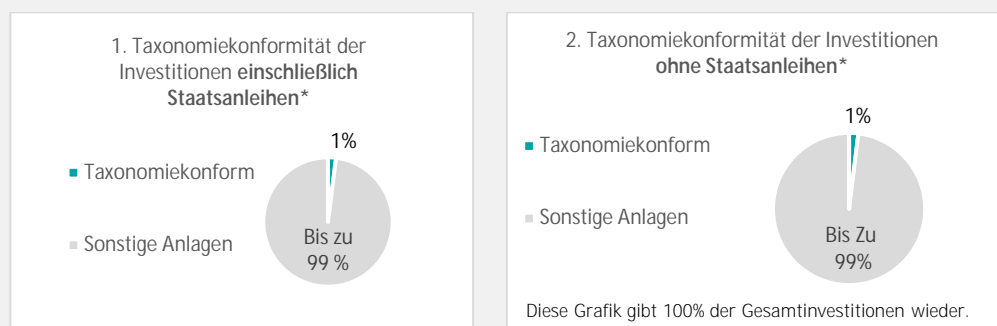 1. Taxonomiekonformität der
Investitionen einschließlich
Staatsanleihen*
1%
Taxonomiekonform
Sonstige Anlagen
Bis zu
99 %
2. Taxonomiekonformität der Investitionen
ohne Staatsanleihen*
1%
Taxonomiekonform
Sonstige Anlagen
Bis Zu
99%
Diese Grafik gibt 100% der Gesamtinvestitionen wieder.